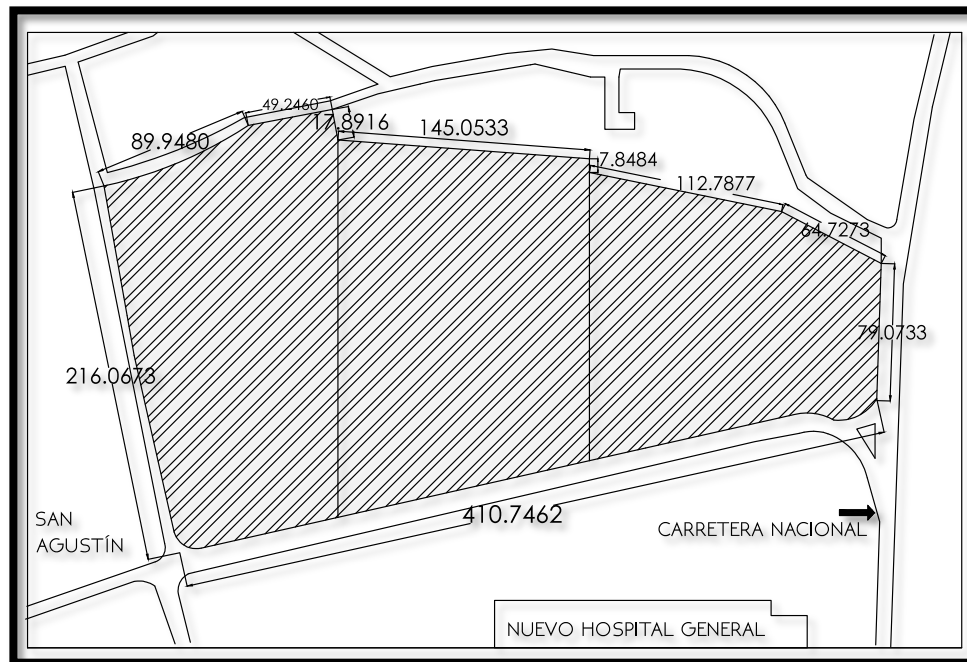 49.2460
17.8916
145.0533
89.9480
7.8484
112.7877
64.7273
79.0733
216.0673
410.7462
SAN
AGUSTÍN
CARRETERA NACIONAL
NUEVO HOSPITAL GENERAL